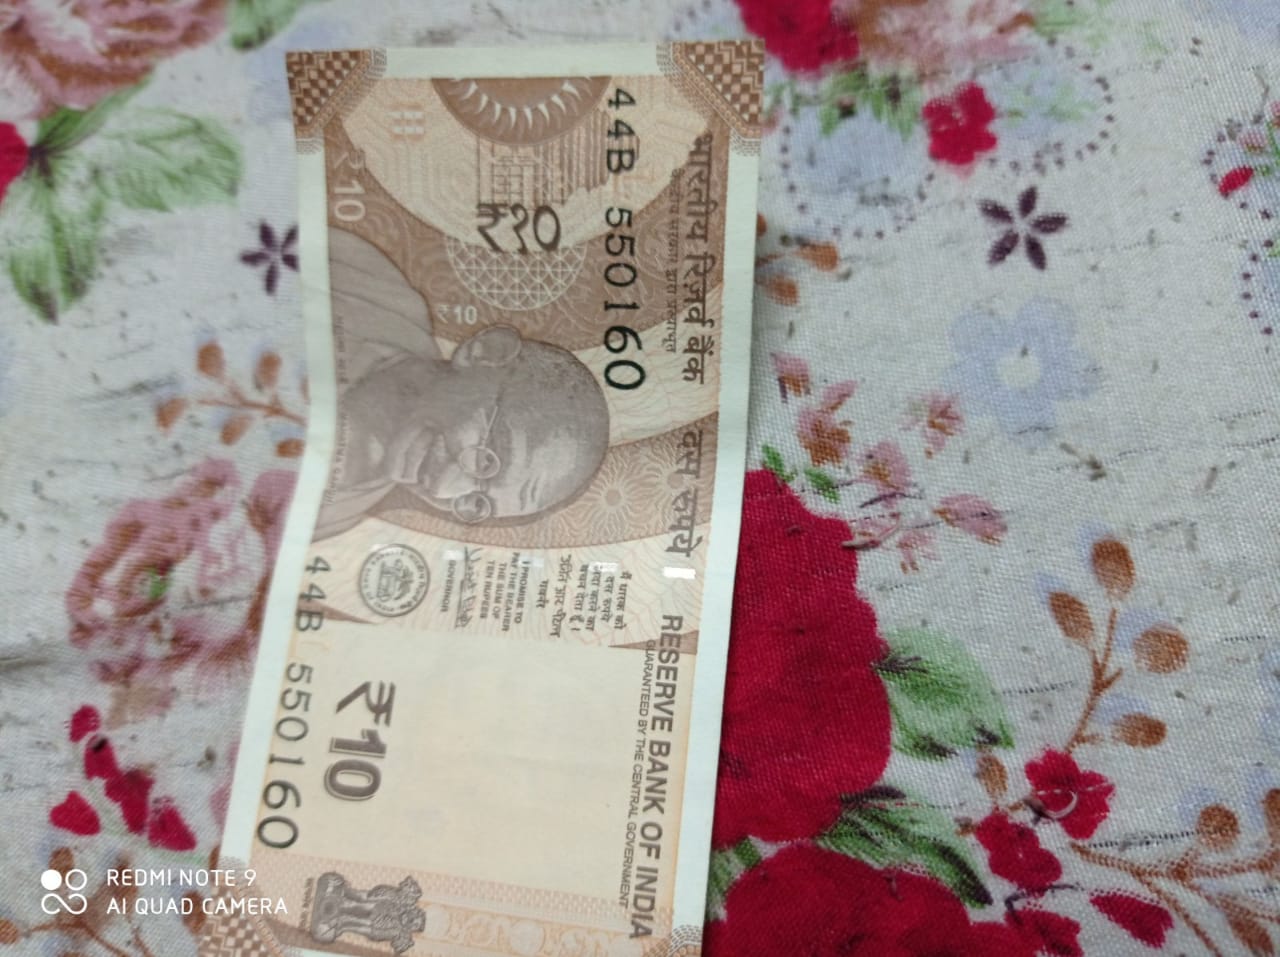 भारतीय रिज़र्व बैंक
केन्द्रीय सरकार द्वारा प्रत्याभूत
दस रुपये
RESERVE BANK OF INDIA
GUARANTEED BY THE CENTRAL GOVERNMENT
44B 550160
₹१०
₹10
₹10
मैं धारक को
दस रुपये
अदा करने का
वचन देता हूँ।
I PROMISE TO
PAY THE BEARER
THE SUM OF
TEN RUPEES
गवर्नर
GOVERNOR
₹10
44B 550160
REDMI NOTE 9
AI QUAD CAMERA